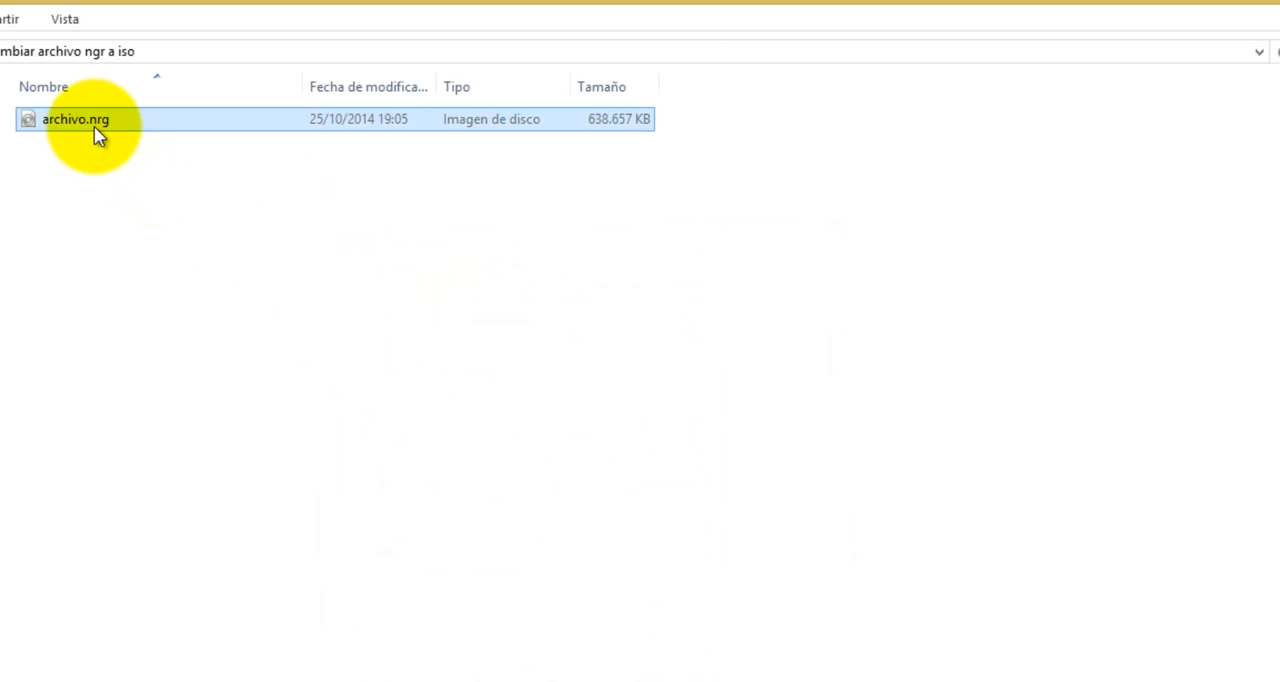 rtir Vista
mbiar archivo ngr a iso
Nombre Fecha de modifica... Tipo Tamaño
archivo.nrg 25/10/2014 19:05 Imagen de disco 638.657 KB